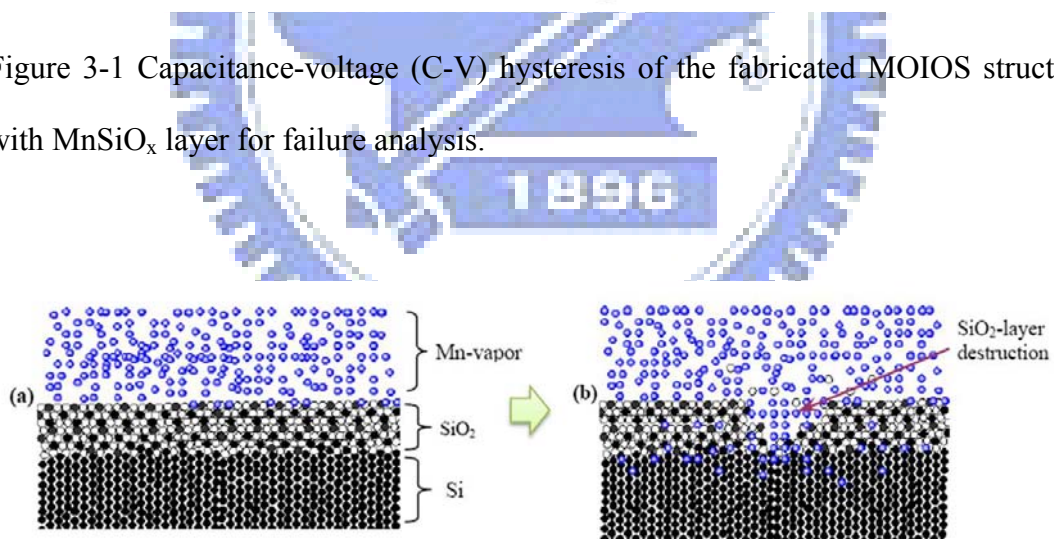 Figure 3-1 Capacitance-voltage (C-V) hysteresis of the fabricated MOIOS struct
with MnSiOx layer for failure analysis.
1896
(a)
Mn-vapor
SiO2
Si
(b)
SiO2-layer
destruction